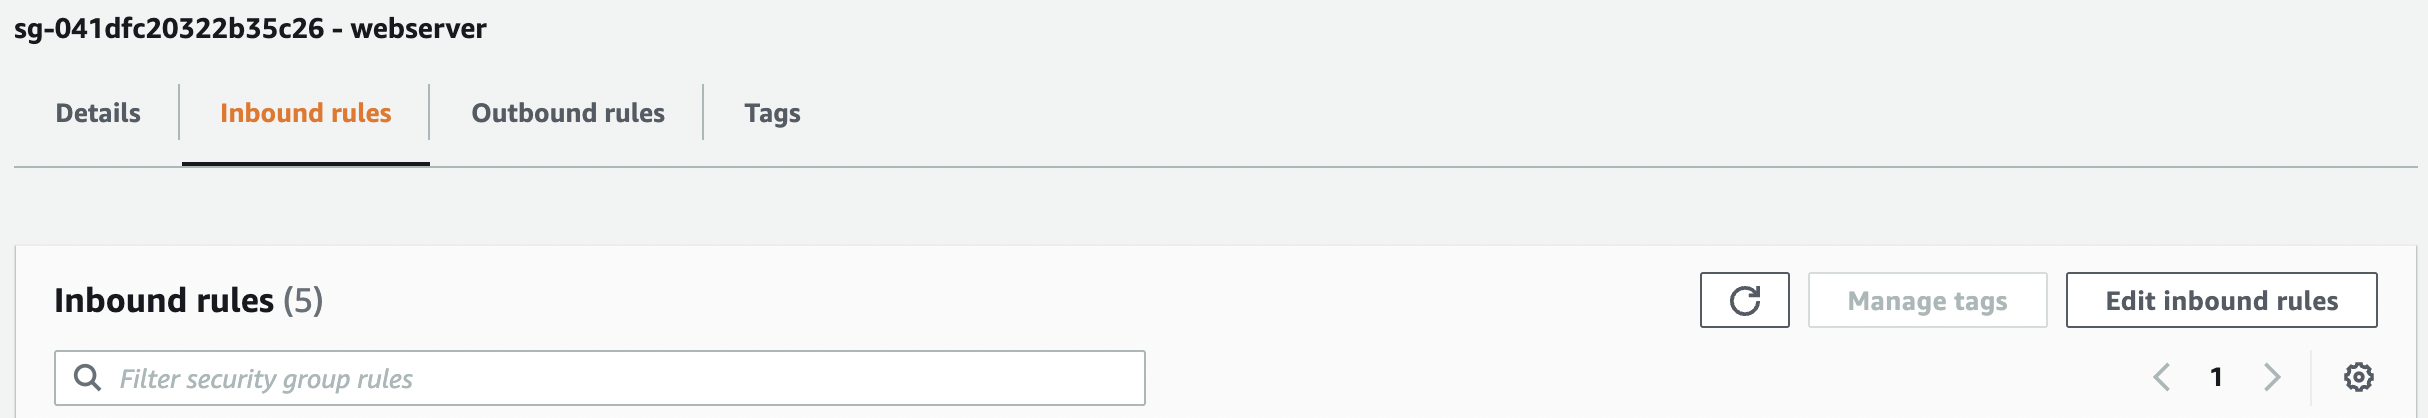 sg-041dfc20322b35c26 - webserver
Details Inbound rules Outbound rules Tags
Inbound rules (5) Manage tags Edit inbound rules
Filter security group rules 1